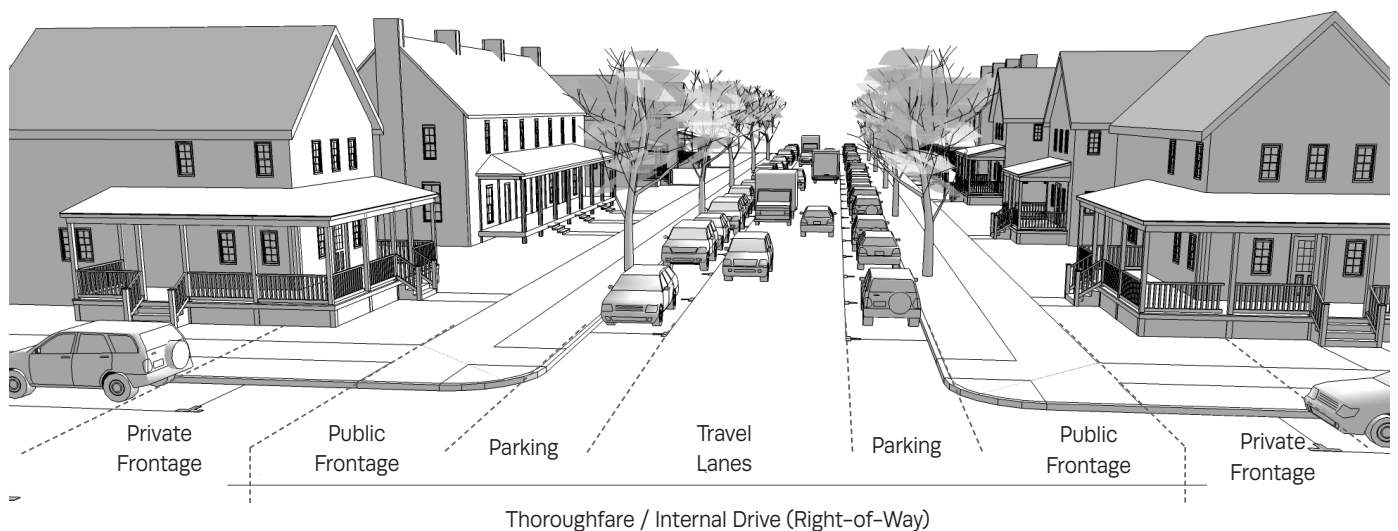 Private
Frontage
Public
Frontage
Parking
Travel
Lanes
Parking
Public
Frontage
Private
Frontage
Thoroughfare / Internal Drive (Right-of-Way)